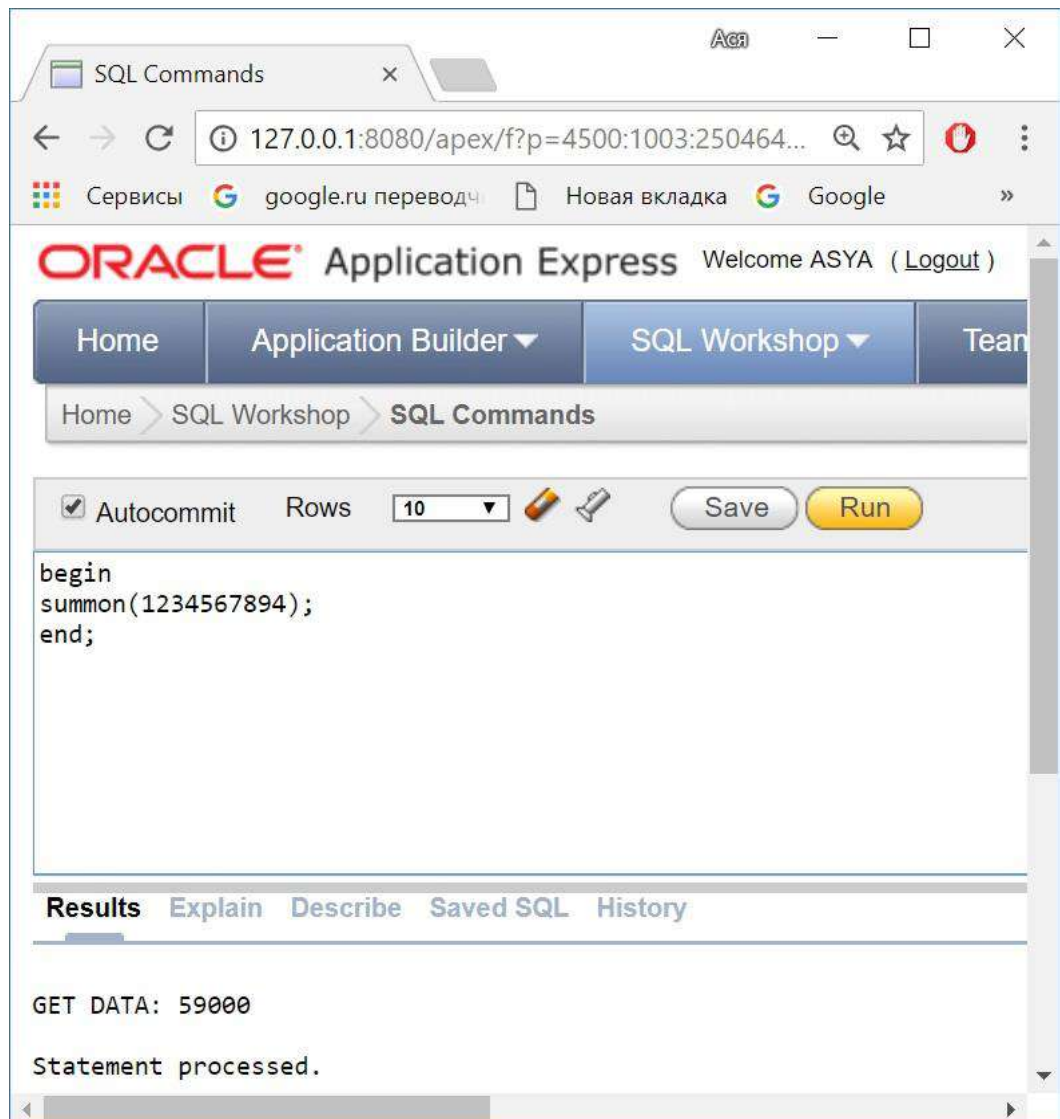 Ася
SQL Commands
127.0.0.1:8080/apex/f?p=4500:1003:250464...
Сервисы google.ru переводч Новая вкладка Google »
ORACLE Application Express Welcome ASYA ( Logout )
Home Application Builder SQL Workshop Team
Home SQL Workshop SQL Commands
Autocommit Rows 10 Save Run
begin
summon(1234567894);
end;
Results Explain Describe Saved SQL History
GET DATA: 59000
Statement processed.